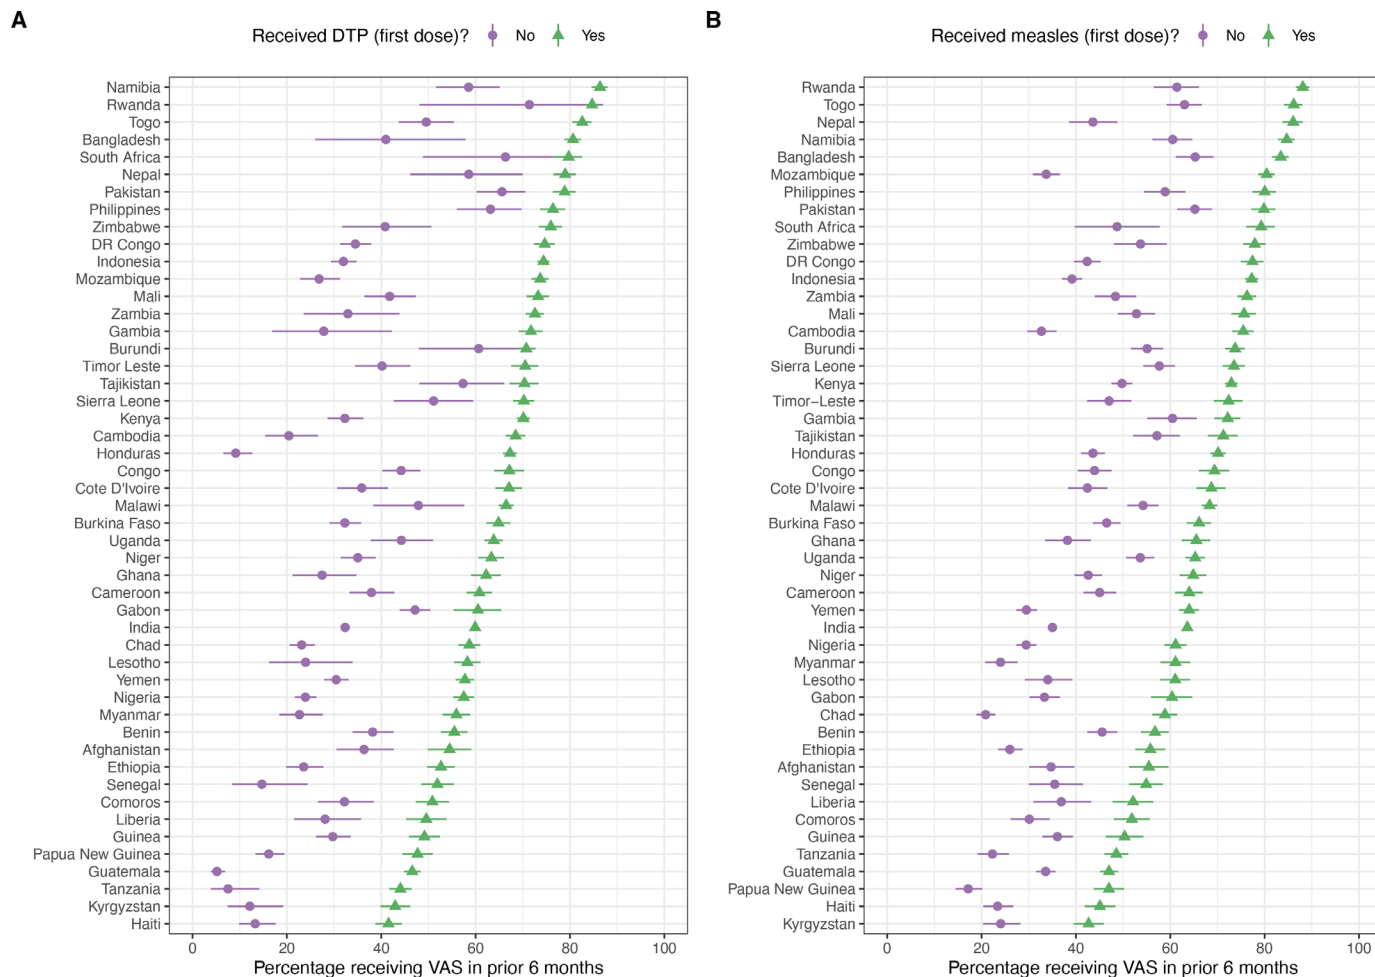 A
Received DTP (first dose)? No Yes
Namibia
Rwanda
Togo
Bangladesh
South Africa
Nepal
Pakistan
Philippines
Zimbabwe
DR Congo
Indonesia
Mozambique
Mali
Zambia
Gambia
Burundi
Timor Leste
Tajikistan
Sierra Leone
Kenya
Cambodia
Honduras
Congo
Cote D'Ivoire
Malawi
Burkina Faso
Uganda
Niger
Ghana
Cameroon
Gabon
India
Chad
Lesotho
Yemen
Nigeria
Myanmar
Benin
Afghanistan
Ethiopia
Senegal
Comoros
Liberia
Guinea
Papua New Guinea
Guatemala
Tanzania
Kyrgyzstan
Haiti
0 20 40 60 80 100
Percentage receiving VAS in prior 6 months
B
Received measles (first dose)? No Yes
Rwanda
Togo
Nepal
Namibia
Bangladesh
Mozambique
Philippines
Pakistan
South Africa
Zimbabwe
DR Congo
Indonesia
Zambia
Mali
Cambodia
Burundi
Sierra Leone
Kenya
Timor−Leste
Gambia
Tajikistan
Honduras
Congo
Cote D'Ivoire
Malawi
Burkina Faso
Ghana
Uganda
Niger
Cameroon
Yemen
India
Nigeria
Myanmar
Lesotho
Gabon
Chad
Benin
Ethiopia
Afghanistan
Senegal
Liberia
Comoros
Guinea
Tanzania
Guatemala
Papua New Guinea
Haiti
Kyrgyzstan
0 20 40 60 80 100
Percentage receiving VAS in prior 6 months